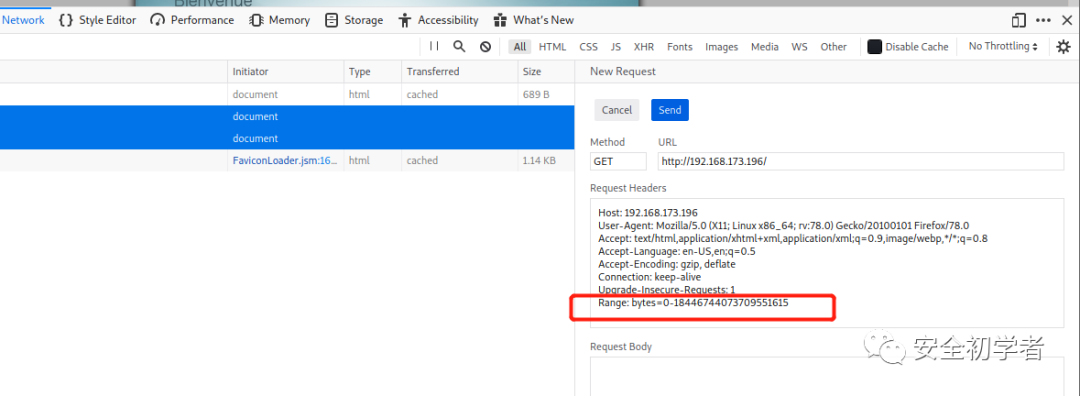 Bienvenue
Network {} Style Editor Performance Memory Storage Accessibility What's New
All HTML CSS JS XHR Fonts Images Media WS Other Disable Cache No Throttling
Initiator Type Transferred Size
document html cached 689 B
document
document
FaviconLoader.jsm:16... html cached 1.14 KB
New Request
Cancel Send
Method URL
GET http://192.168.173.196/
Request Headers
Host: 192.168.173.196
User-Agent: Mozilla/5.0 (X11; Linux x86_64; rv:78.0) Gecko/20100101 Firefox/78.0
Accept: text/html,application/xhtml+xml,application/xml;q=0.9,image/webp,*/*;q=0.8
Accept-Language: en-US,en;q=0.5
Accept-Encoding: gzip, deflate
Connection: keep-alive
Upgrade-Insecure-Requests: 1
Range: bytes=0-18446744073709551615
Request Body
安全初学者